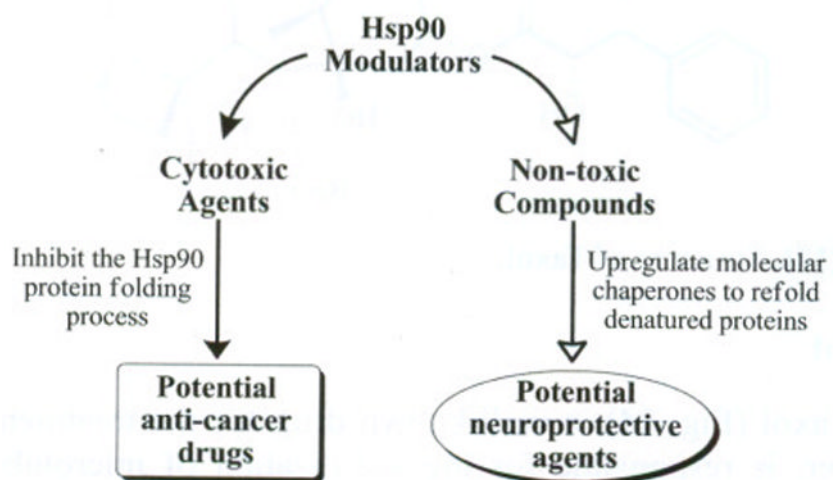 Hsp90
Modulators
Cytotoxic
Agents
Non-toxic
Compounds
Inhibit the Hsp90
protein folding
process
Upregulate molecular
chaperones to refold
denatured proteins
Potential
anti-cancer
drugs
Potential
neuroprotective
agents